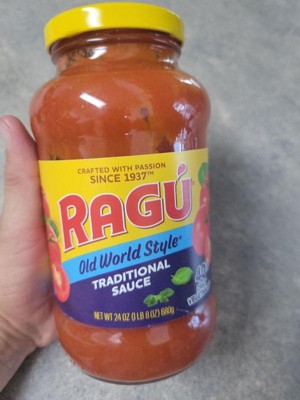 CRAFTED WITH PASSION
SINCE 1937™
RAGÚ
Old World Style®
TRADITIONAL
SAUCE
NET WT 24 OZ (1 LB 8 OZ) 680g